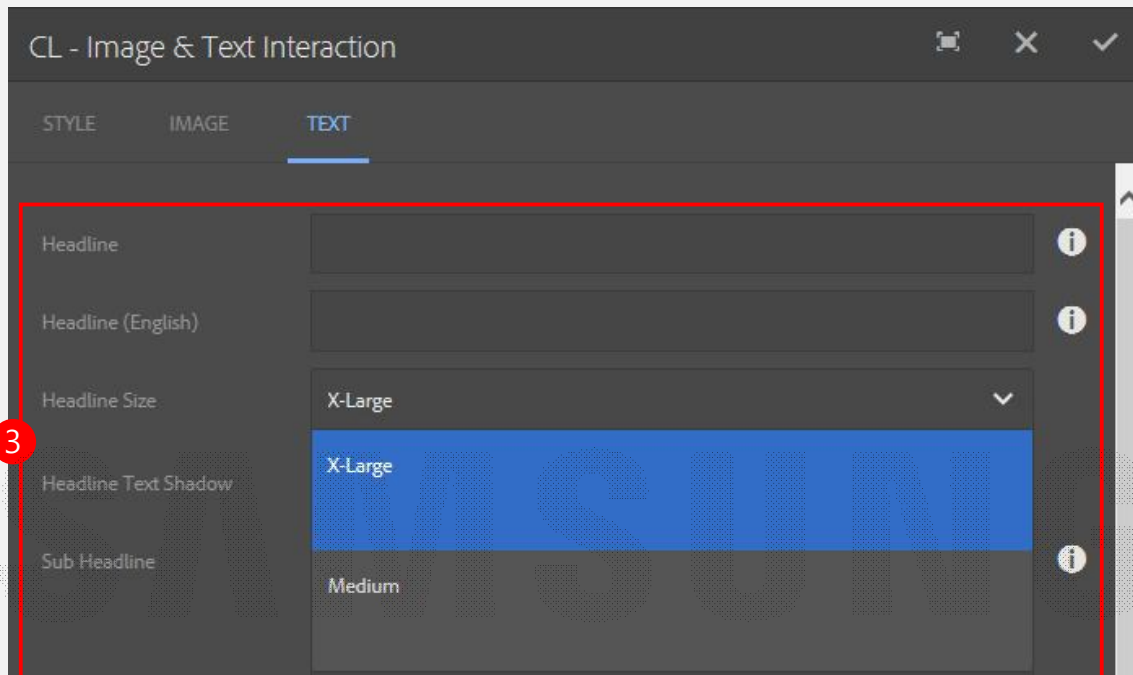 CL - Image & Text Interaction
STYLE IMAGE TEXT
Headline
Headline (English)
Headline Size X-Large
3
X-Large
Headline Text Shadow
Sub Headline
Medium
SAMSUNG